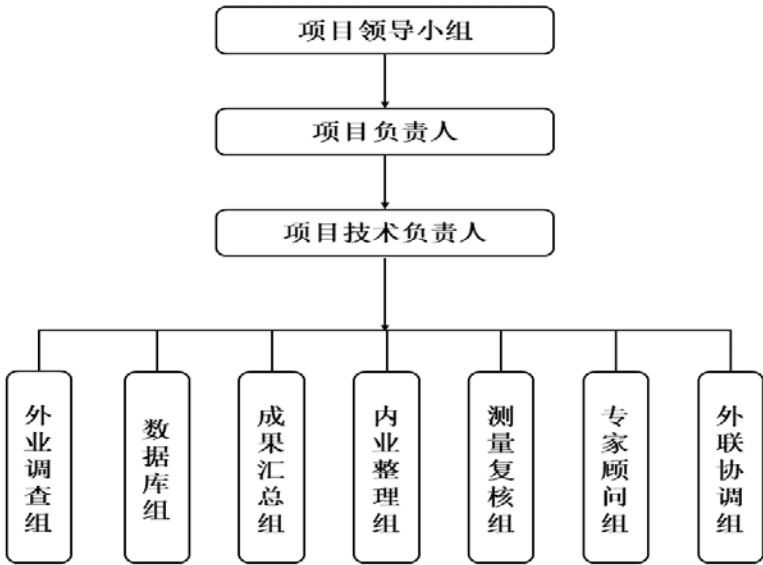 项目领导小组
项目负责人
项目技术负责人
外业调查组
数据库组
成果汇总组
内业整理组
测量复核组
专家顾问组
外联协调组